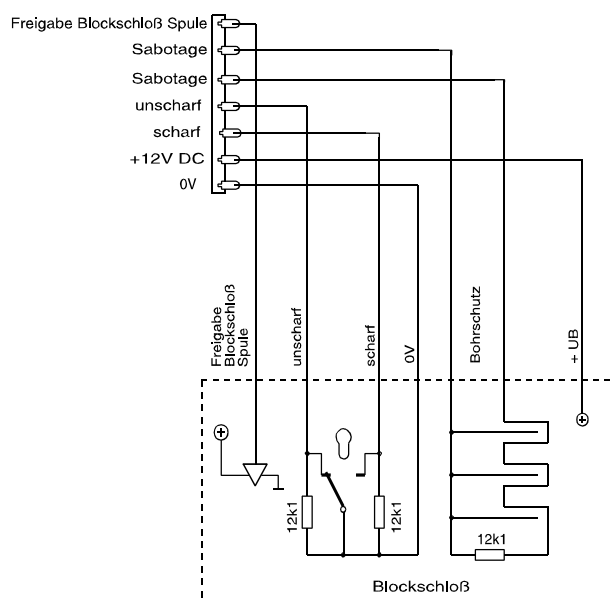 Freigabe Blockschloß Spule
Sabotage
Sabotage
unscharf
scharf
+12V DC
0V
Freigabe
Blockschloß
Spule
unscharf
scharf
0V
Bohrschutz
+ UB
12k1
12k1
12k1
Blockschloß